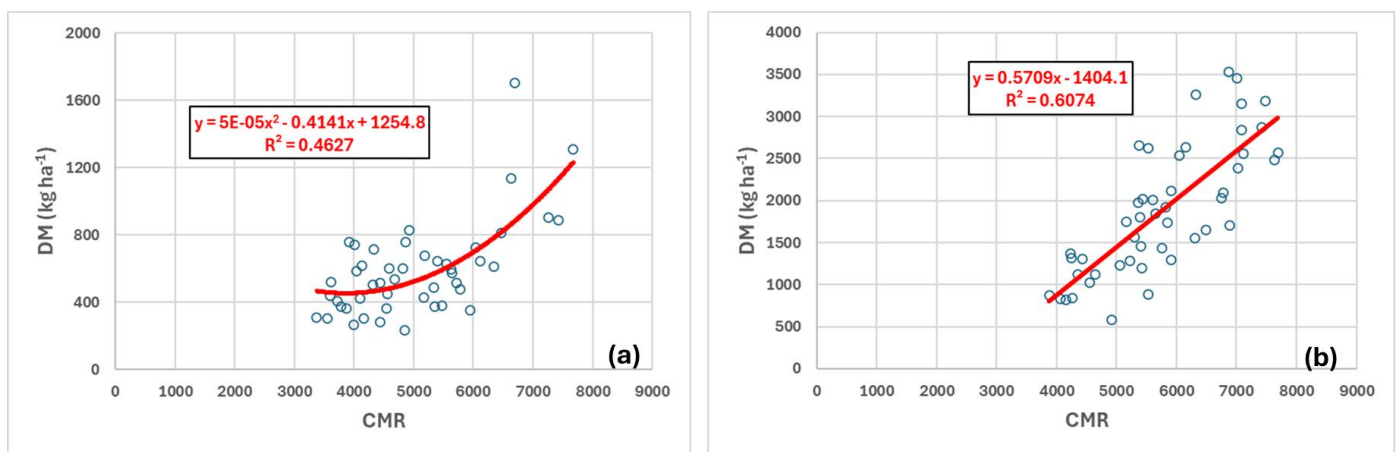 2000
1600
1200
800
400
0
DM (kg ha⁻¹)
y = 5E-05x² - 0.4141x + 1254.8
R² = 0.4627
(a)
0 1000 2000 3000 4000 5000 6000 7000 8000 9000
CMR
4000
3500
3000
2500
2000
1500
1000
500
0
DM (kg ha⁻¹)
y = 0.5709x - 1404.1
R² = 0.6074
(b)
0 1000 2000 3000 4000 5000 6000 7000 8000 9000
CMR